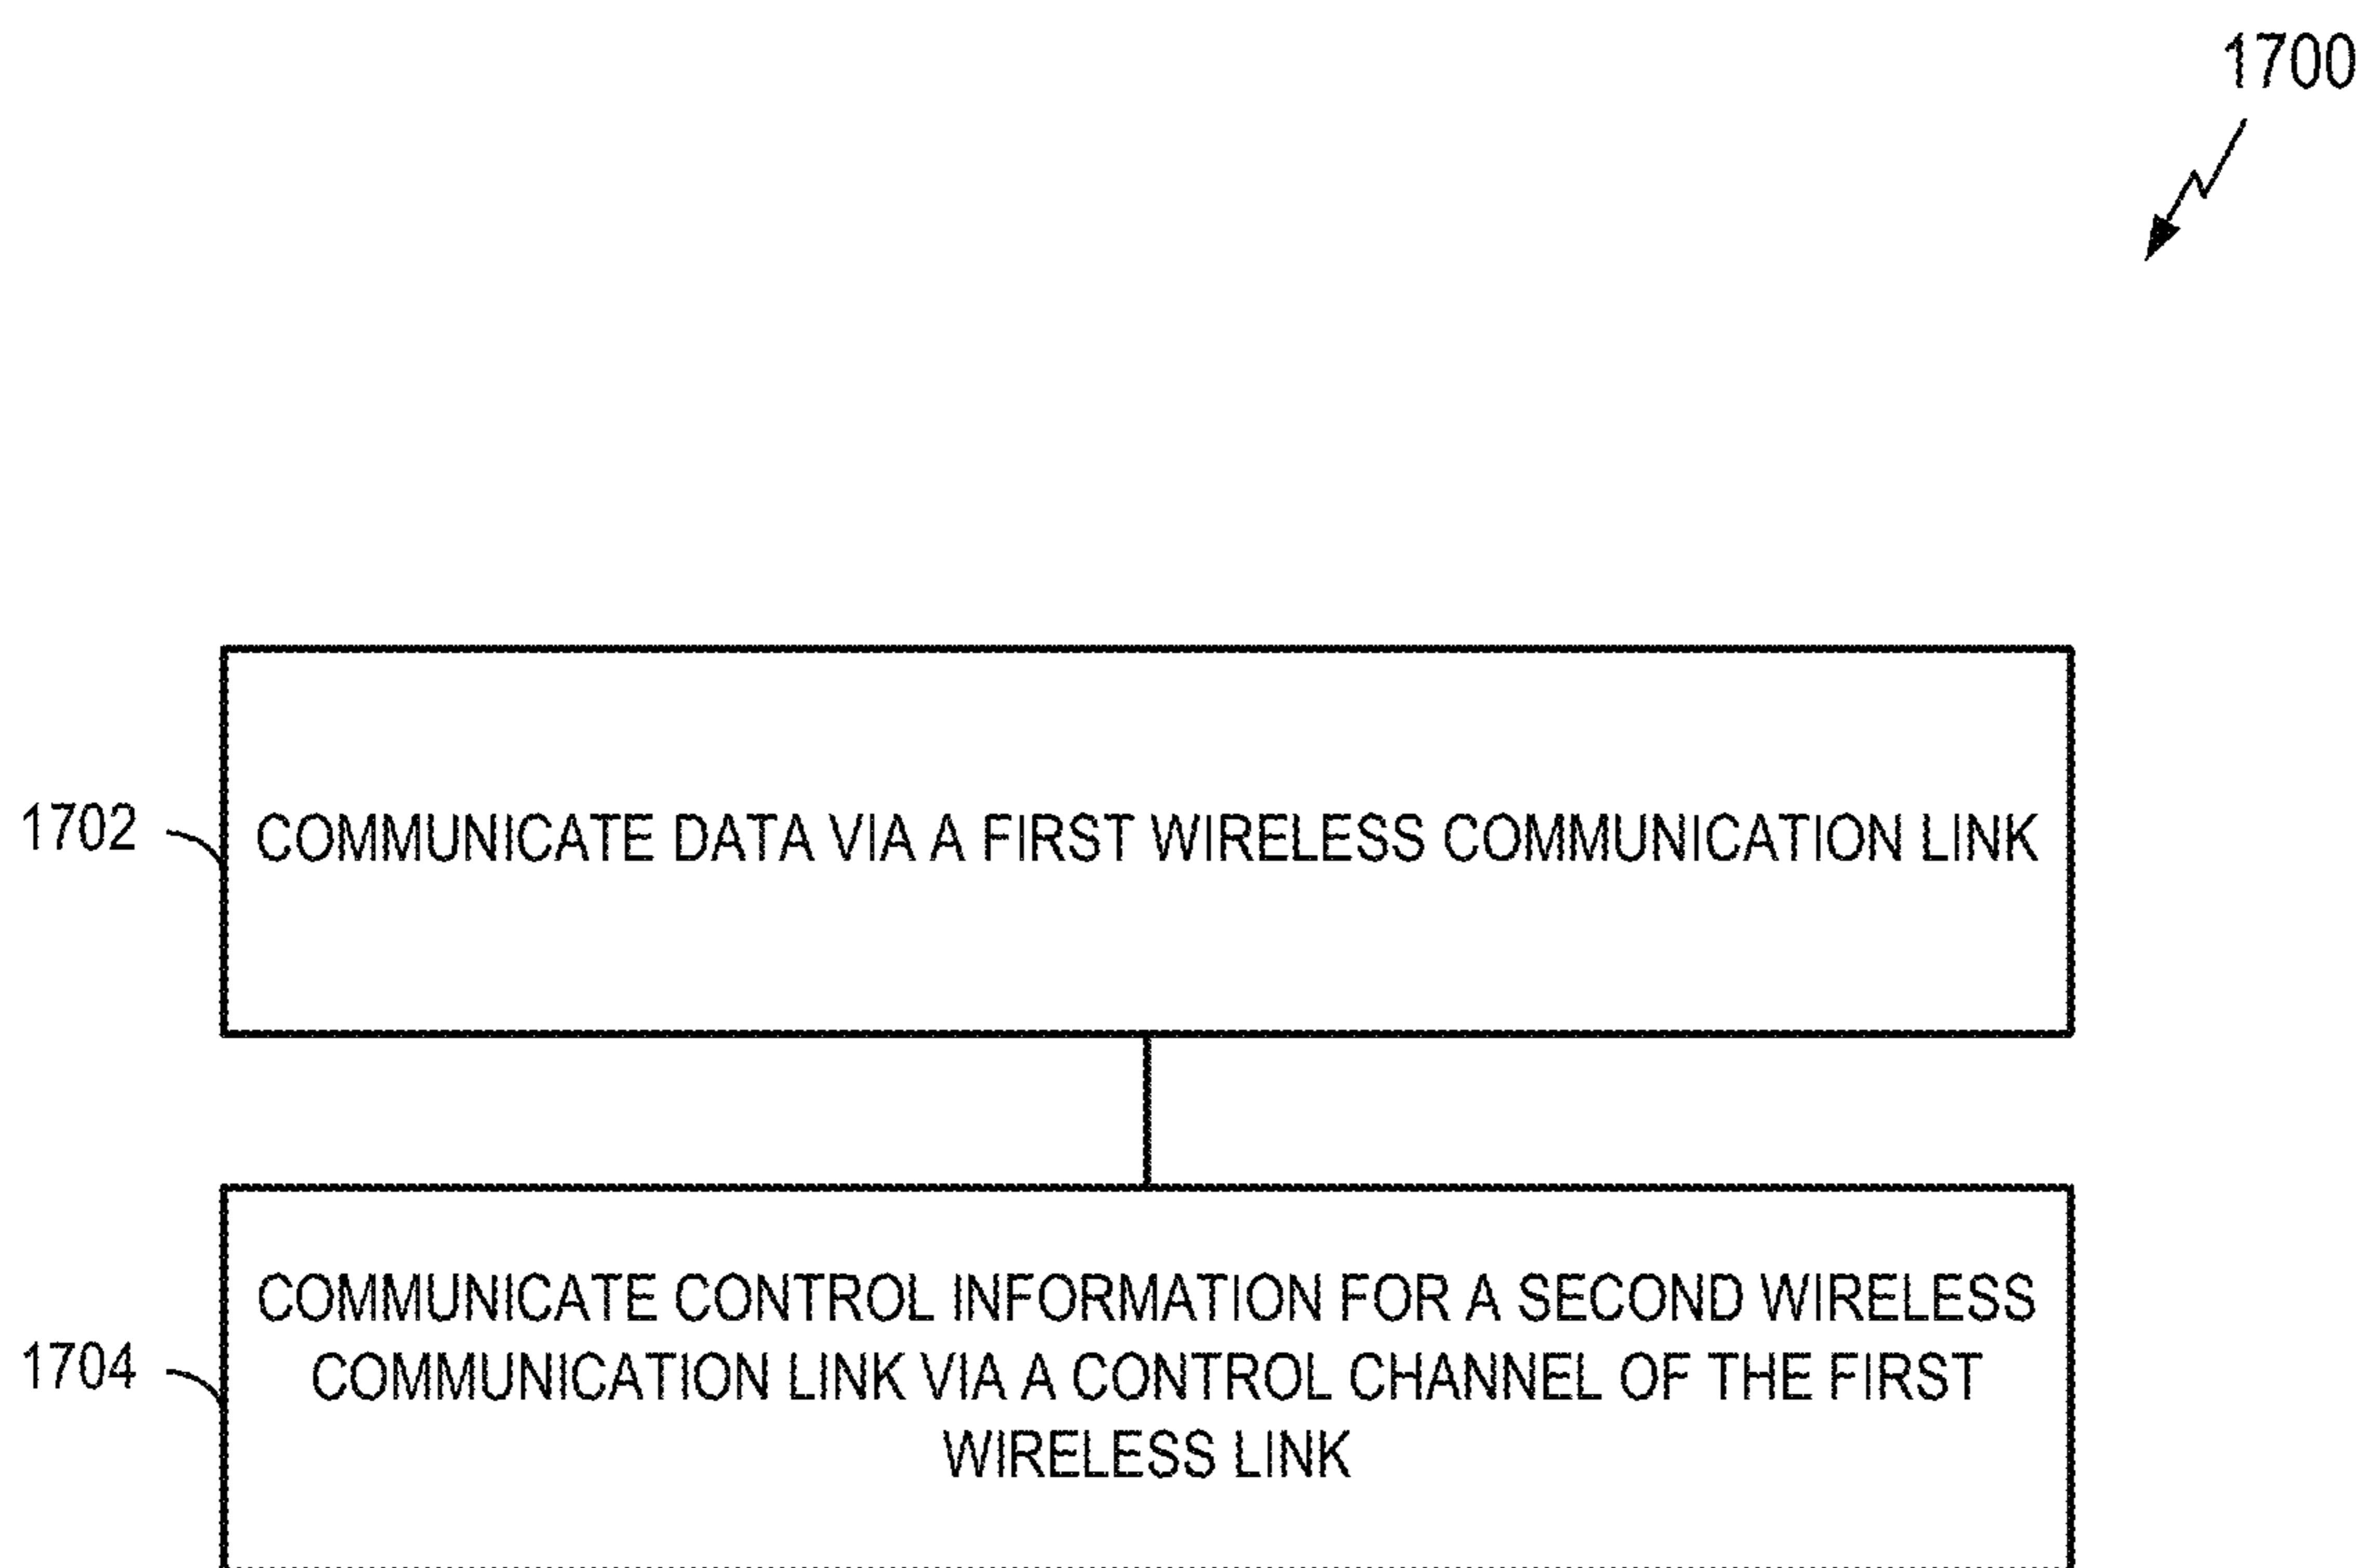 1700
1702
COMMUNICATE DATA VIA A FIRST WIRELESS COMMUNICATION LINK
1704
COMMUNICATE CONTROL INFORMATION FOR A SECOND WIRELESS
COMMUNICATION LINK VIA A CONTROL CHANNEL OF THE FIRST
WIRELESS LINK